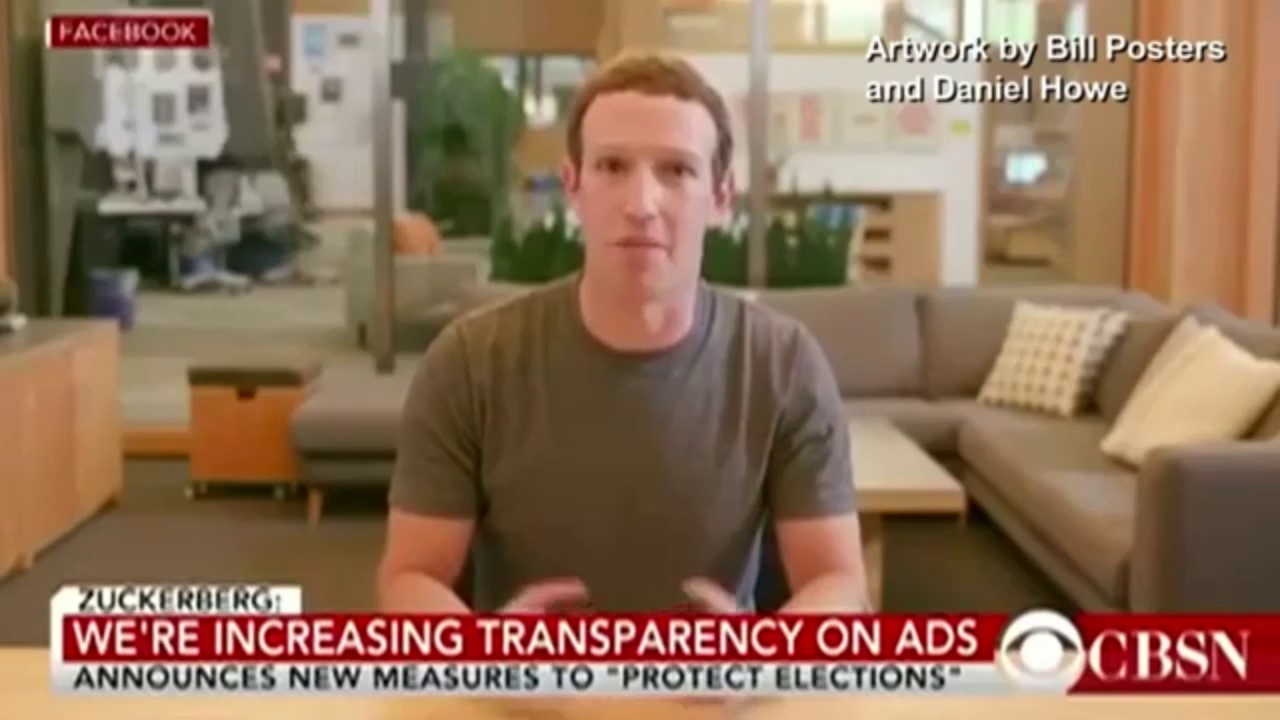 FACEBOOK
Artwork by Bill Posters
and Daniel Howe
ZUCKERBERG:
WE'RE INCREASING TRANSPARENCY ON ADS
ANNOUNCES NEW MEASURES TO "PROTECT ELECTIONS"
CBSN